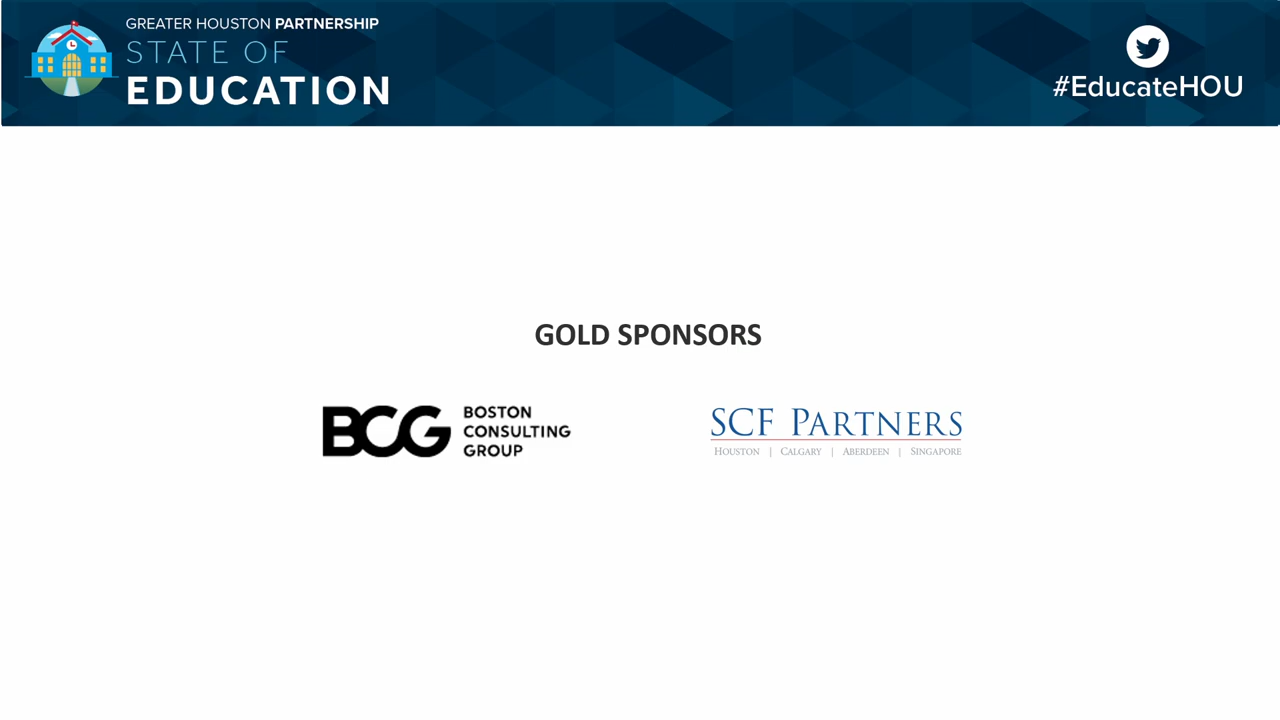 GREATER HOUSTON PARTNERSHIP
STATE OF
EDUCATION
#EducateHOU
GOLD SPONSORS
BCG
BOSTON
CONSULTING
GROUP
SCF PARTNERS
HOUSTON | CALGARY | ABERDEEN | SINGAPORE